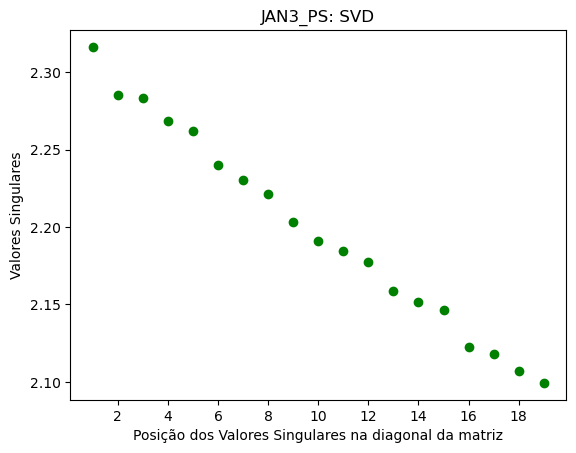 JAN3_PS: SVD
Valores Singulares
2.30
2.25
2.20
2.15
2.10
2 4 6 8 10 12 14 16 18
Posição dos Valores Singulares na diagonal da matriz